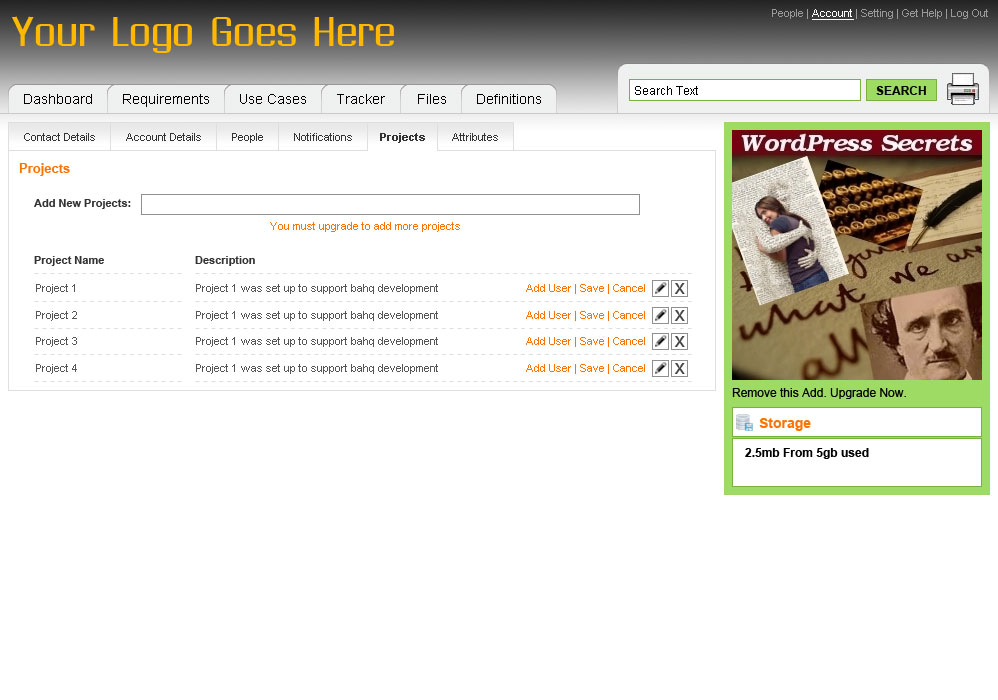 People | Account | Setting | Get Help | Log Out
Your Logo Goes Here
Dashboard Requirements Use Cases Tracker Files Definitions
Search Text SEARCH
Contact Details Account Details People Notifications Projects Attributes
Projects
Add New Projects:
You must upgrade to add more projects
Project Name Description
Project 1 Project 1 was set up to support bahq development Add User | Save | Cancel X
Project 2 Project 1 was set up to support bahq development Add User | Save | Cancel X
Project 3 Project 1 was set up to support bahq development Add User | Save | Cancel X
Project 4 Project 1 was set up to support bahq development Add User | Save | Cancel X
WordPress Secrets
what we are
all
Remove this Add. Upgrade Now.
Storage
2.5mb From 5gb used